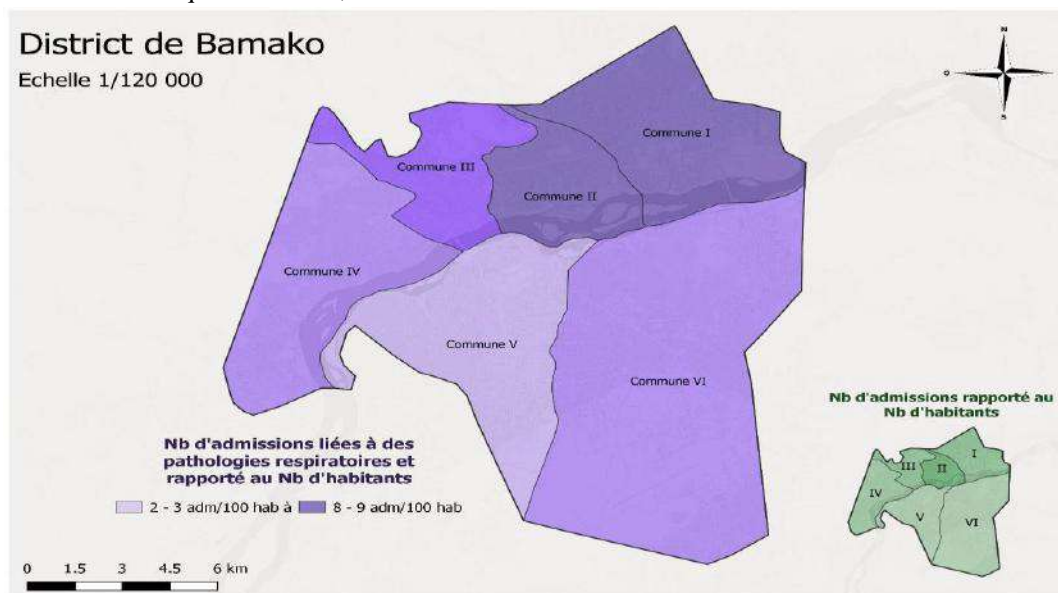 District de Bamako
Echelle 1/120 000
N
O
S
Commune I
Commune III
Commune II
Commune IV
Commune V
Commune VI
Nb d'admissions rapporté au
Nb d'habitants
I
III
II
IV
V
VI
Nb d'admissions liées à des
pathologies respiratoires et
rapporté au Nb d'habitants
2 - 3 adm/100 hab à 8 - 9 adm/100 hab
0 1.5 3 4.5 6 km